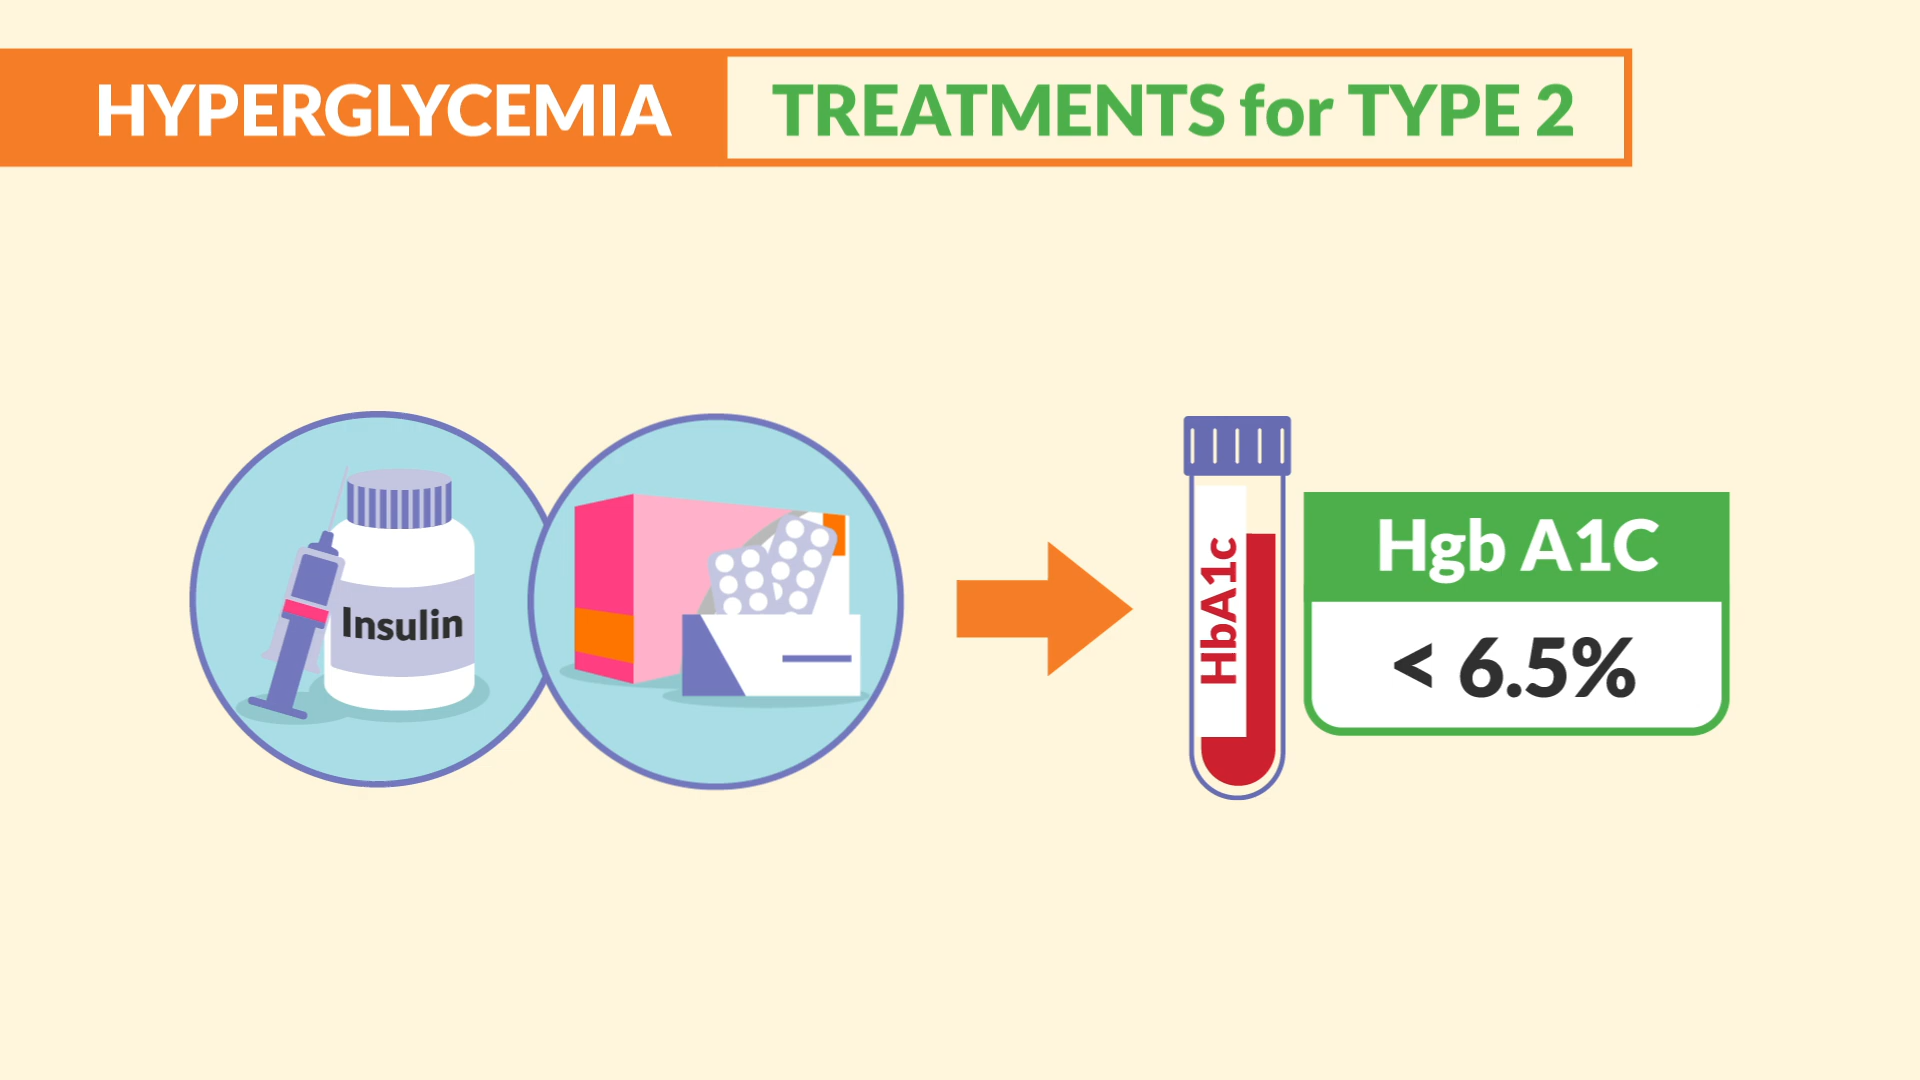 HYPERGLYCEMIA TREATMENTS for TYPE 2
Insulin
HbA1c
Hgb A1C
< 6.5%